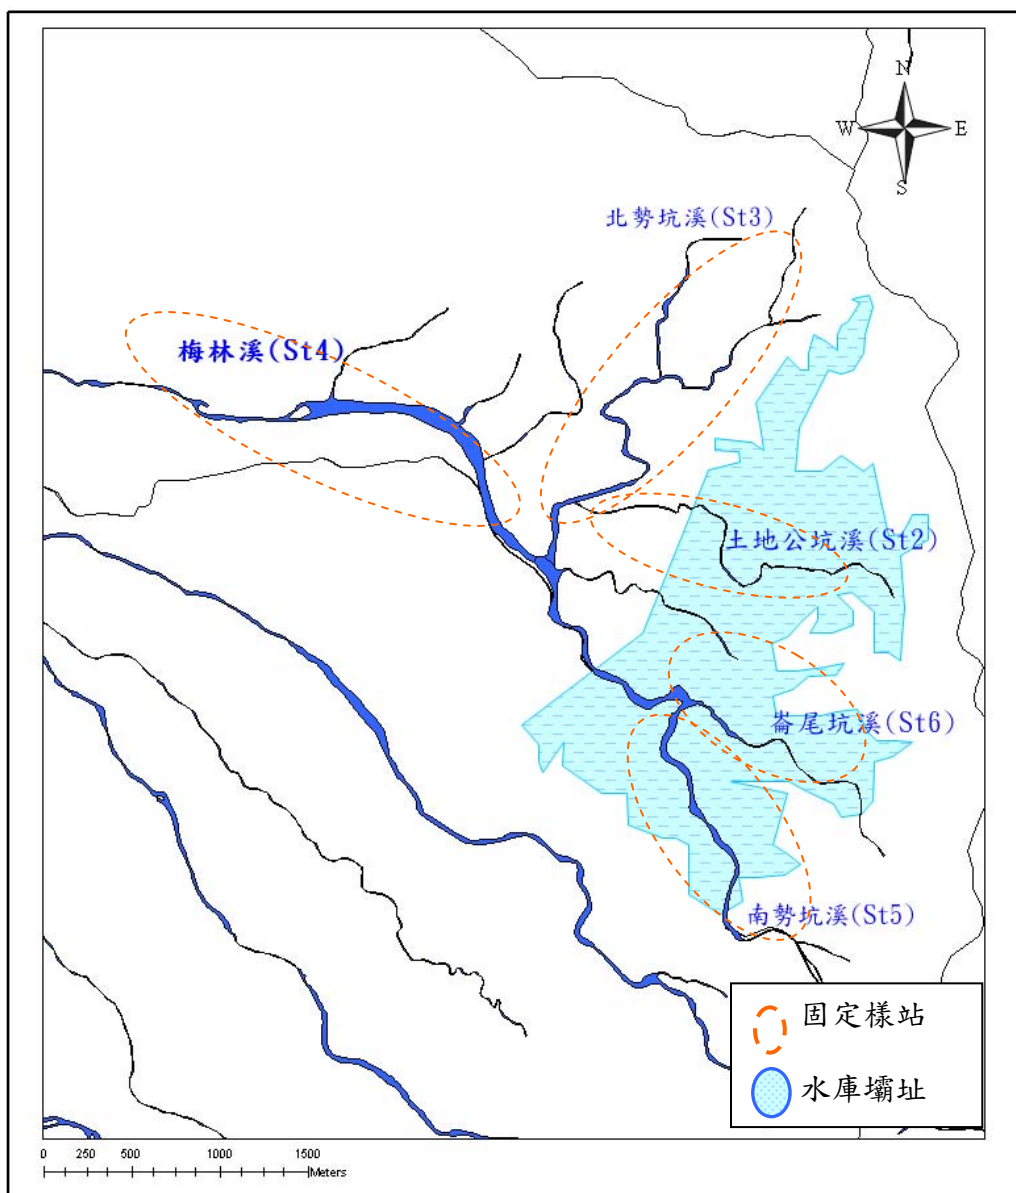 N
W E
S
北勢坑溪(St3)
梅林溪(St4)
土地公坑溪(St2)
崙尾坑溪(St6)
南勢坑溪(St5)
固定樣站
水庫壩址
0 250 500 1000 1500
Meters